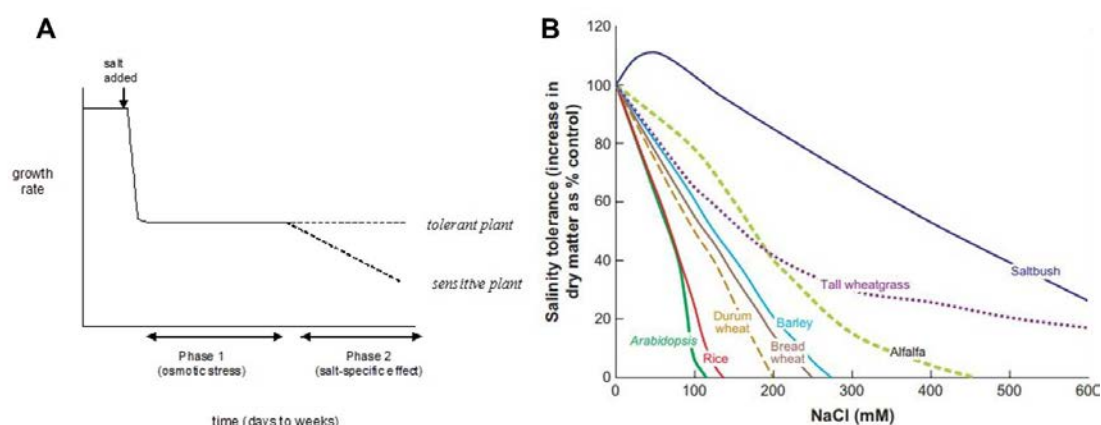 A
salt
added
growth
rate
tolerant plant
sensitive plant
Phase 1
(osmotic stress)
Phase 2
(salt-specific effect)
time (days to weeks)
B
Salinity tolerance (increase in
dry matter as % control)
120
100
80
60
40
20
0
Saltbush
Tall wheatgrass
Alfalfa
Barley
Bread
wheat
Durum
wheat
Rice
Arabidopsis
0
100
200
300
400
500
600
NaCl (mM)